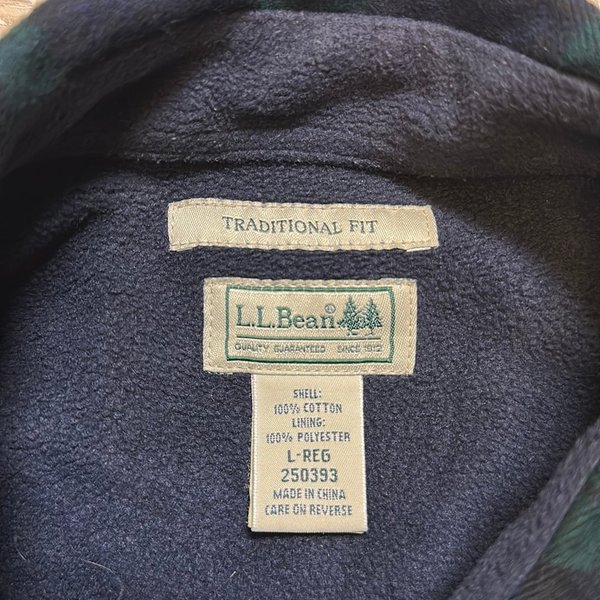 TRADITIONAL FIT
L.L.Bean®
QUALITY GUARANTEED SINCE 1912
SHELL:
100% COTTON
LINING:
100% POLYESTER
L-REG
250393
MADE IN CHINA
CARE ON REVERSE